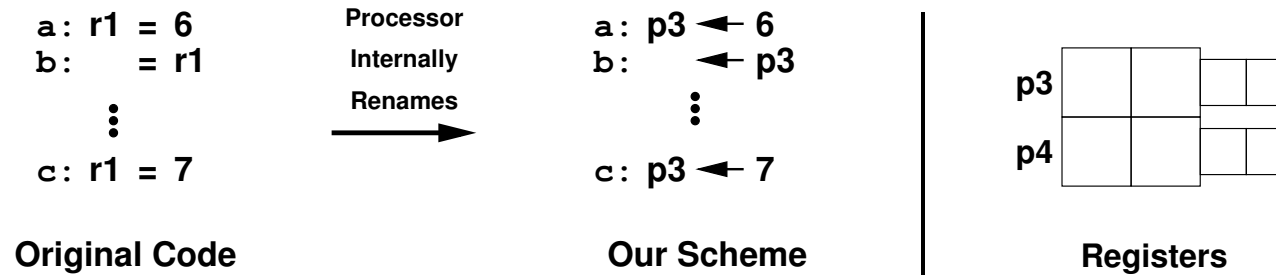 a: r1 = 6
b: = r1
c: r1 = 7
Original Code
Processor
Internally
Renames
a: p3 ← 6
b: ← p3
c: p3 ← 7
Our Scheme
p3
p4
Registers